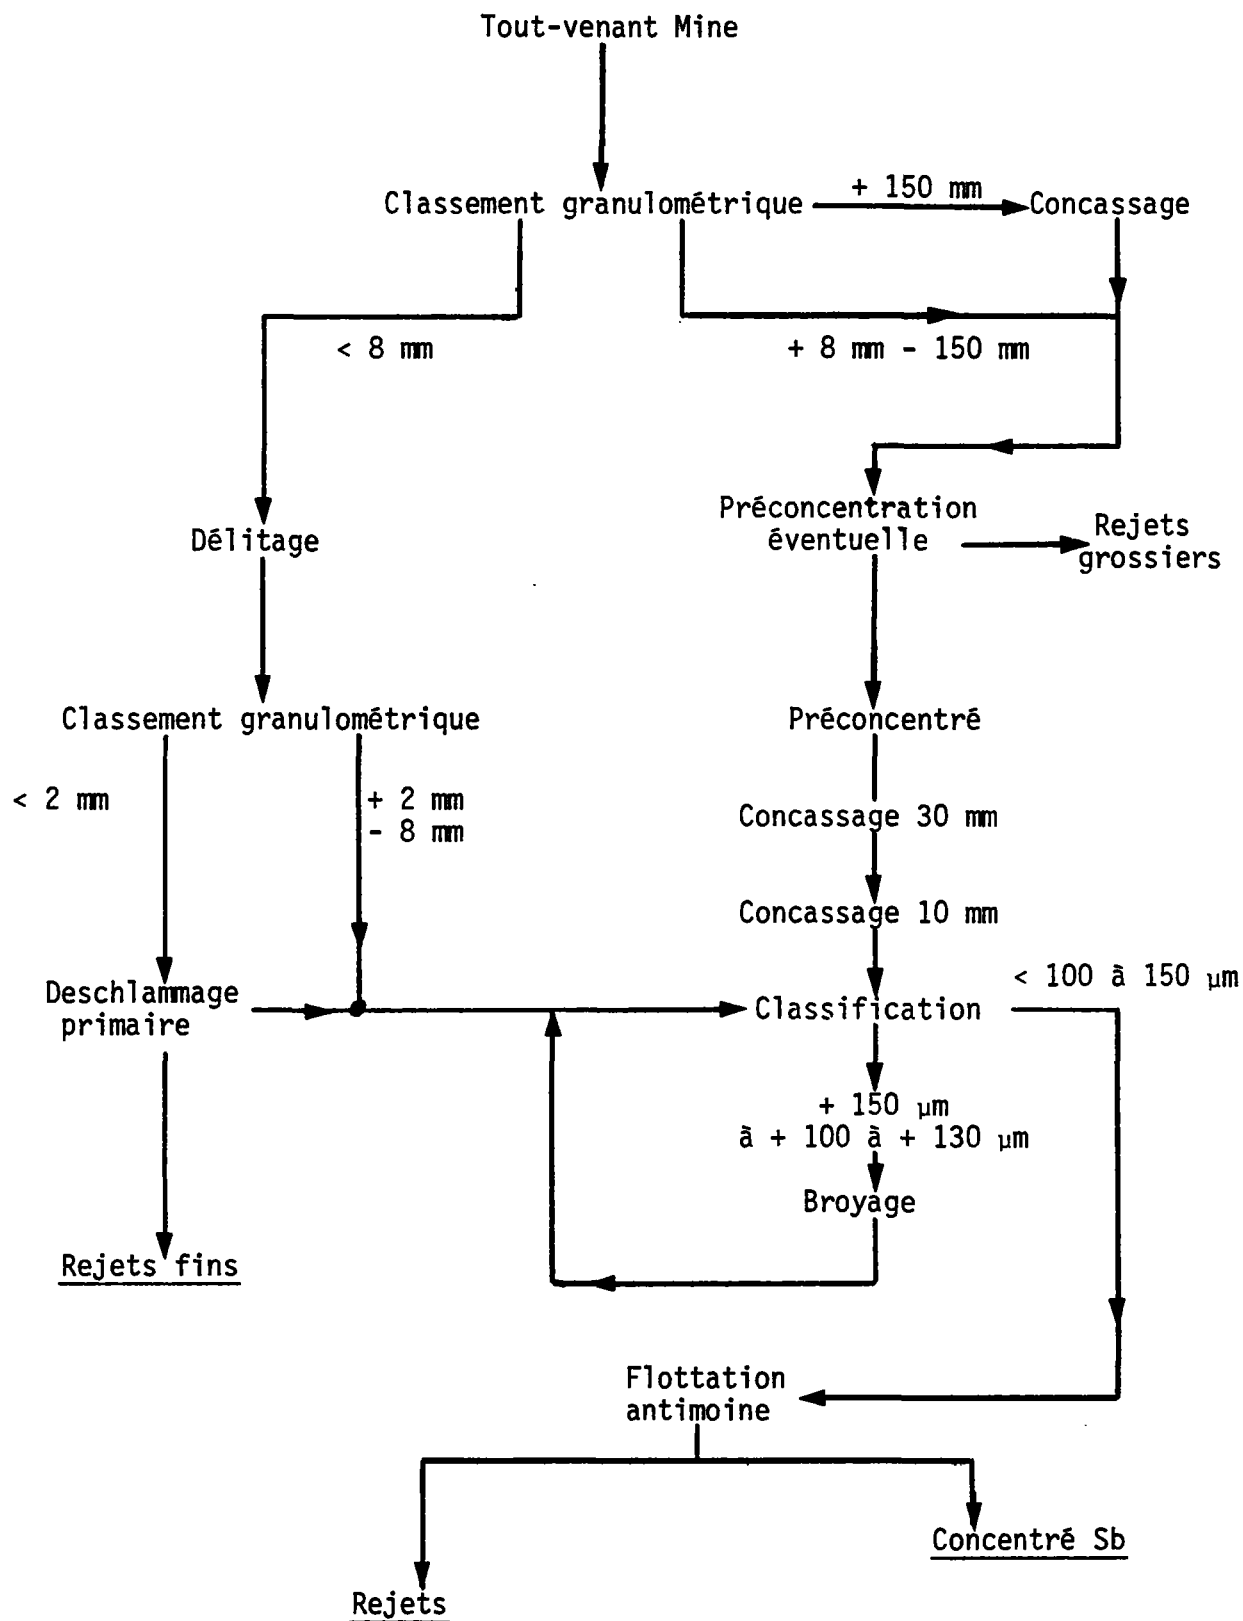 Tout-venant Mine
+ 150 mm
Classement granulométrique
Concassage
< 8 mm
+ 8 mm - 150 mm
Préconcentration
éventuelle
Rejets
grossiers
Délitage
Classement granulométrique
Préconcentré
< 2 mm
+ 2 mm
- 8 mm
Concassage 30 mm
Concassage 10 mm
Deschlammage
primaire
Classification
< 100 à 150 µm
+ 150 µm
à + 100 à + 130 µm
Broyage
Rejets fins
Flottation
antimoine
Concentré Sb
Rejets